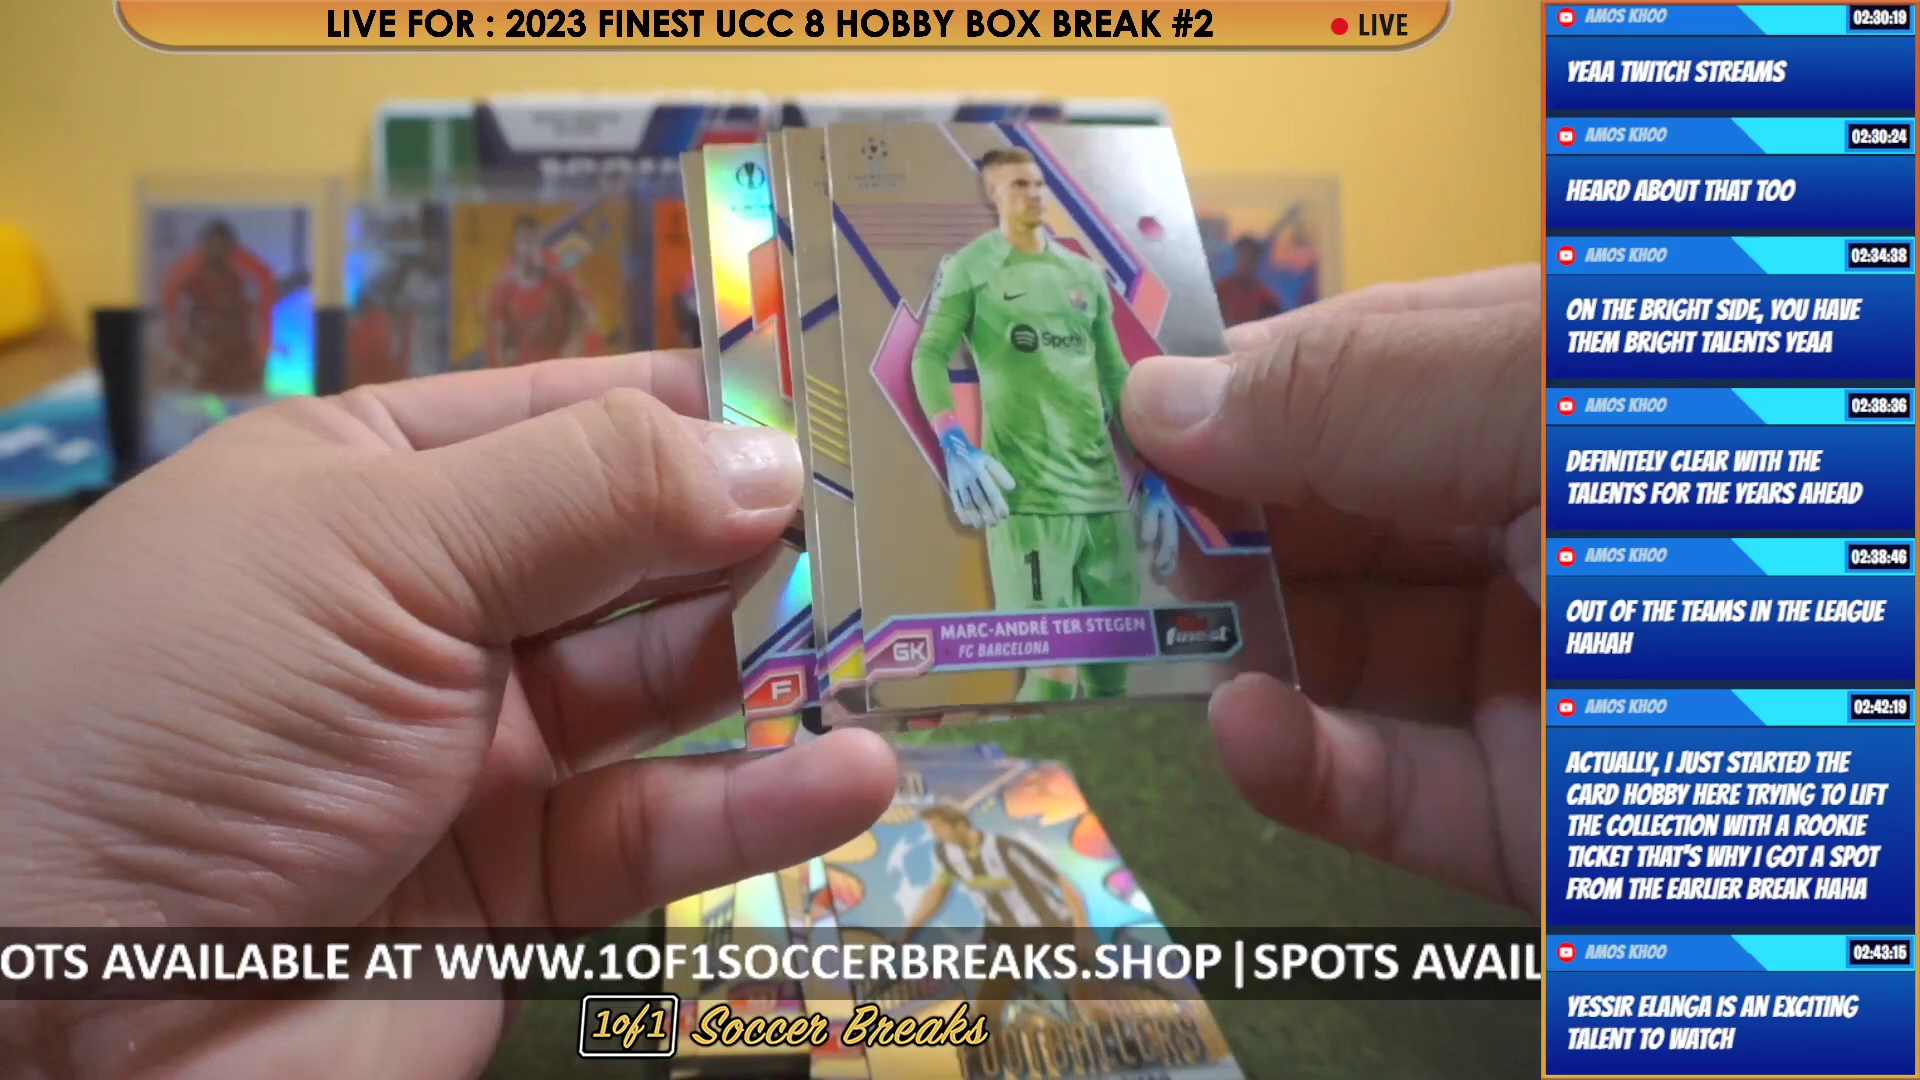 LIVE FOR : 2023 FINEST UCC 8 HOBBY BOX BREAK #2
LIVE
Spotify
1
MARC-ANDRÉ TER STEGEN
GK
FC BARCELONA
Finest
F
OTS AVAILABLE AT WWW.1OF1SOCCERBREAKS.SHOP | SPOTS AVAIL
1of1 Soccer Breaks
FOOTBALLERS
AMOS KHOO 02:30:19
YEAA TWITCH STREAMS
AMOS KHOO 02:30:24
HEARD ABOUT THAT TOO
AMOS KHOO 02:34:38
ON THE BRIGHT SIDE, YOU HAVE
THEM BRIGHT TALENTS YEAA
AMOS KHOO 02:38:36
DEFINITELY CLEAR WITH THE
TALENTS FOR THE YEARS AHEAD
AMOS KHOO 02:38:46
OUT OF THE TEAMS IN THE LEAGUE
HAHAH
AMOS KHOO 02:42:19
ACTUALLY, I JUST STARTED THE
CARD HOBBY HERE TRYING TO LIFT
THE COLLECTION WITH A ROOKIE
TICKET THAT'S WHY I GOT A SPOT
FROM THE EARLIER BREAK HAHA
AMOS KHOO 02:43:15
YESSIR ELANGA IS AN EXCITING
TALENT TO WATCH